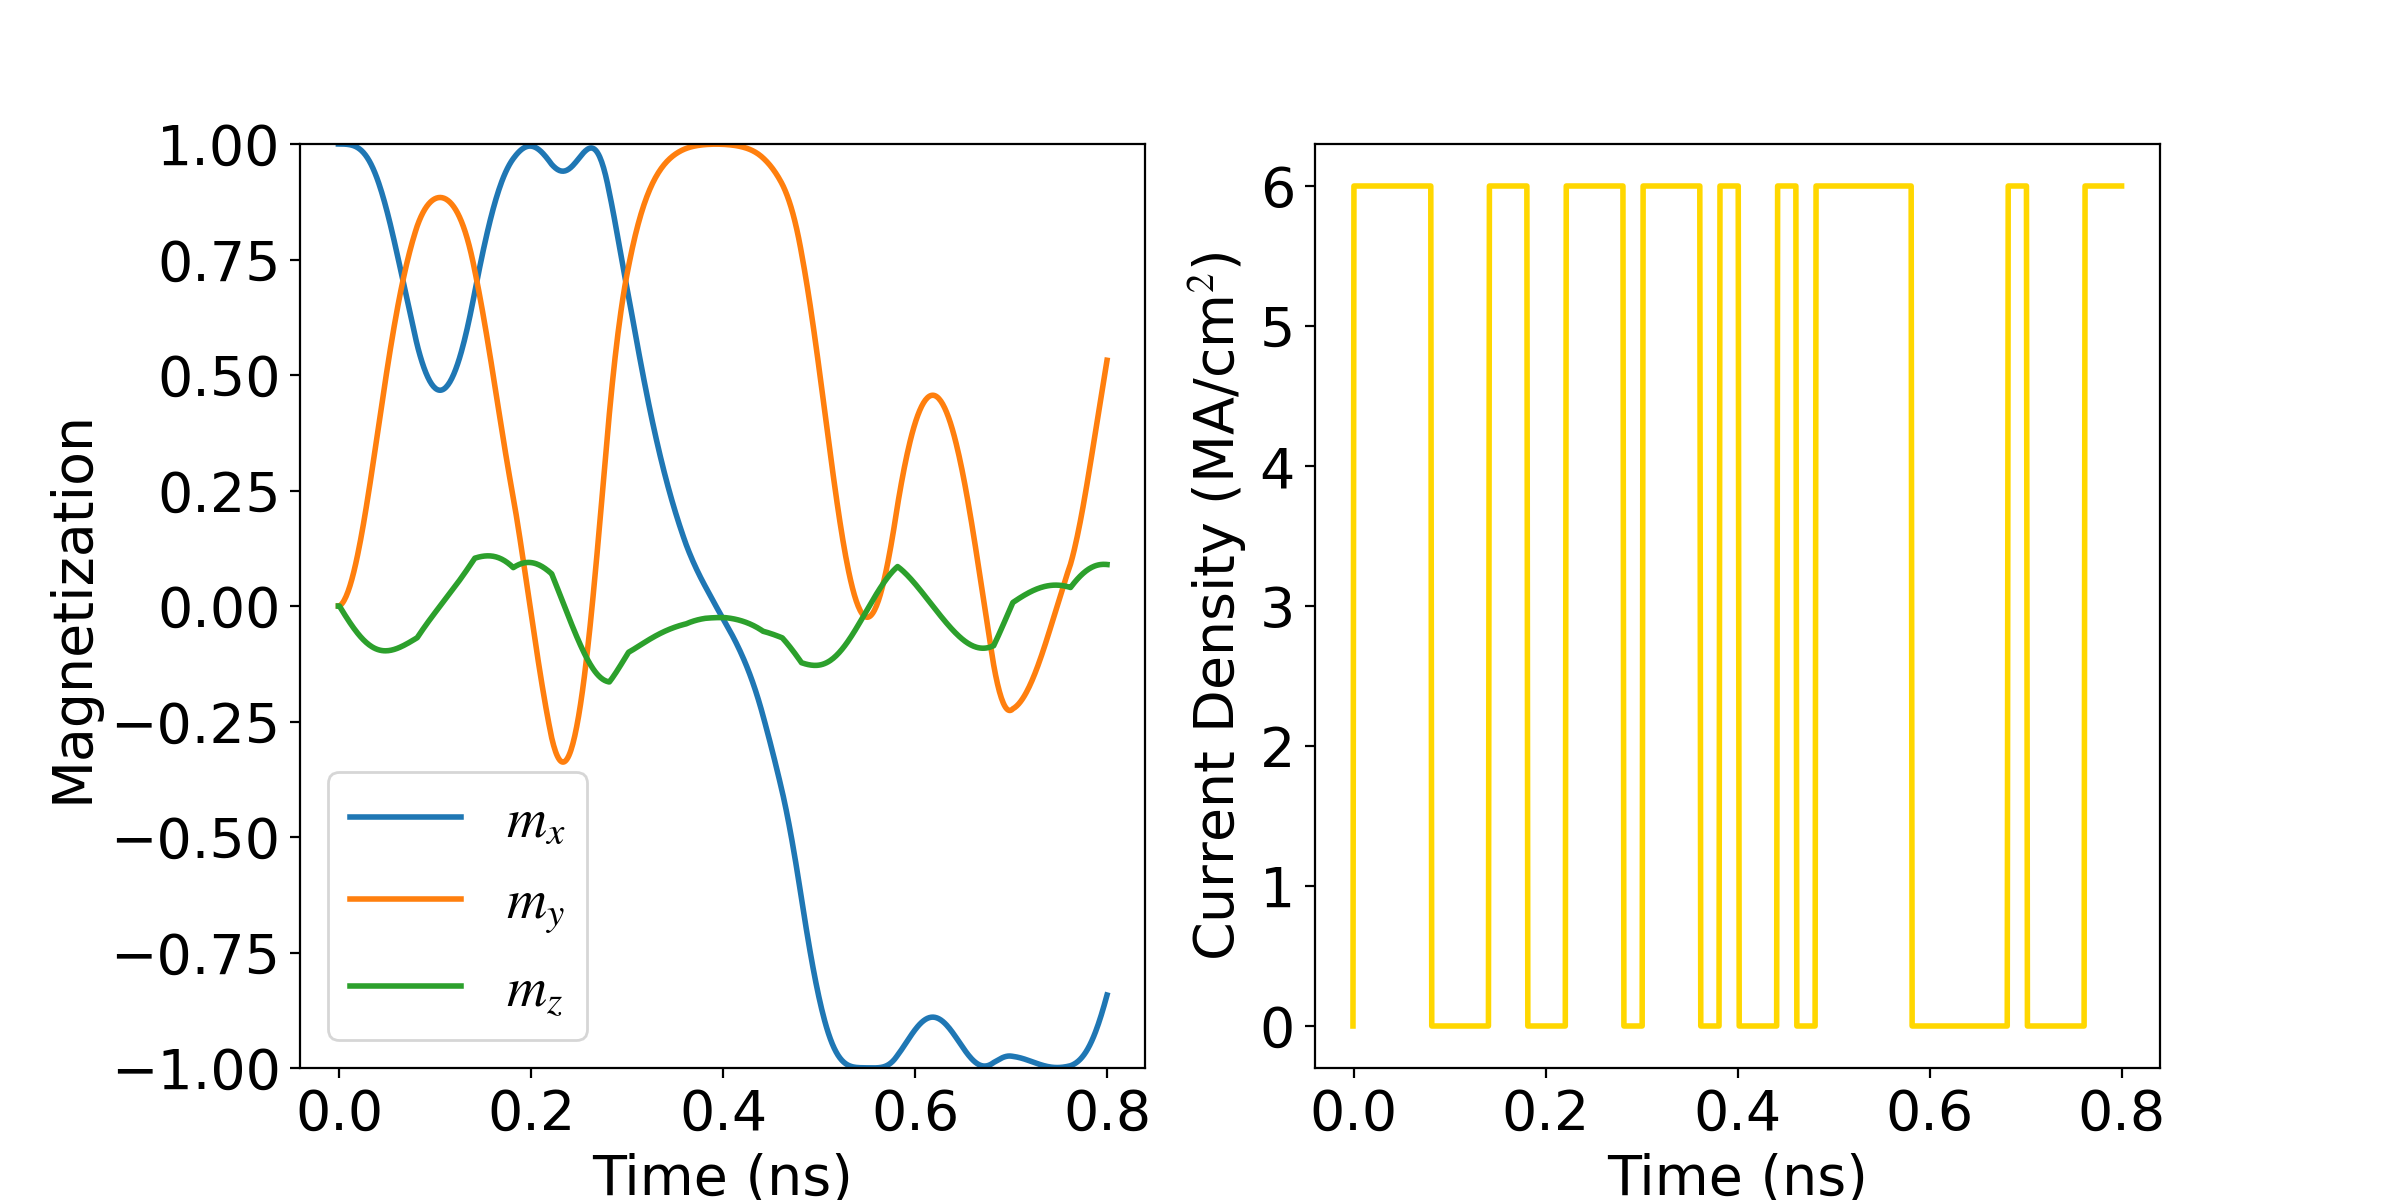 Magnetization
1.00
0.75
0.50
0.25
0.00
−0.25
−0.50
−0.75
−1.00
0.0 0.2 0.4 0.6 0.8
Time (ns)
m_x
m_y
m_z
Current Density (MA/cm²)
6
5
4
3
2
1
0
0.0 0.2 0.4 0.6 0.8
Time (ns)